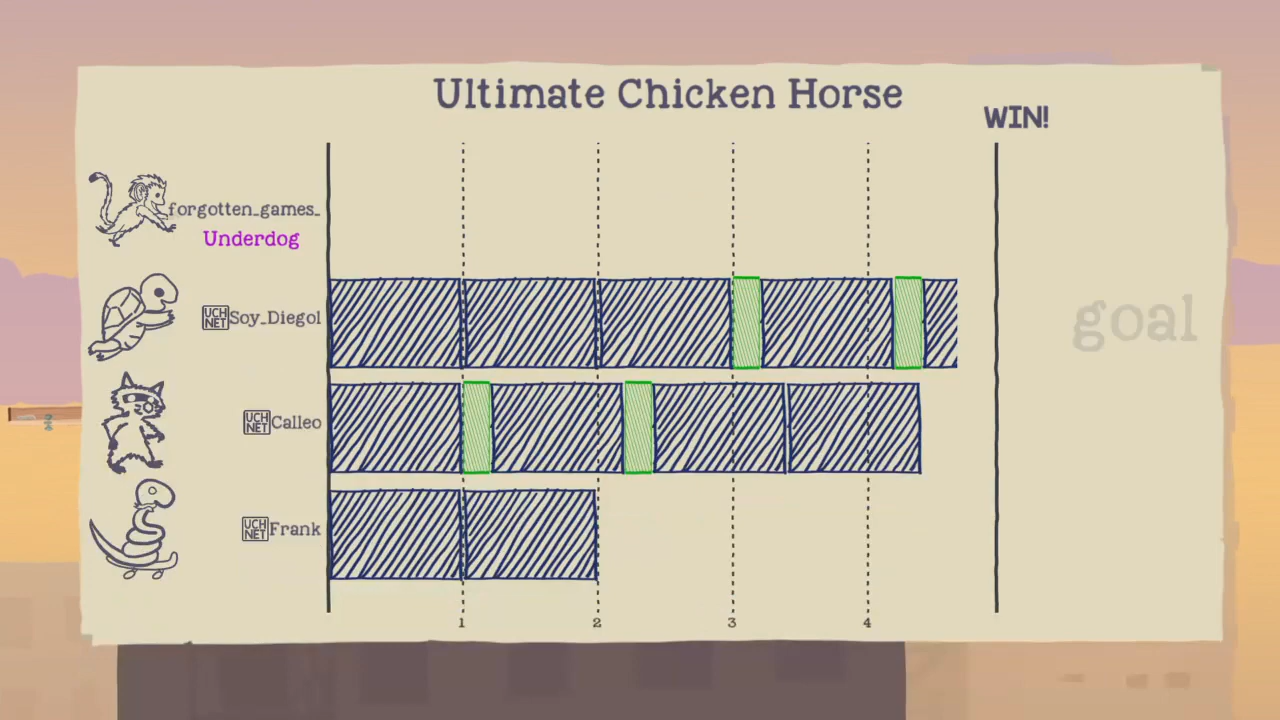 Ultimate Chicken Horse
WIN!
forgotten_games_
Underdog
UCH NET Soy_Diegol
goal
UCH NET Calleo
UCH NET Frank
1 2 3 4